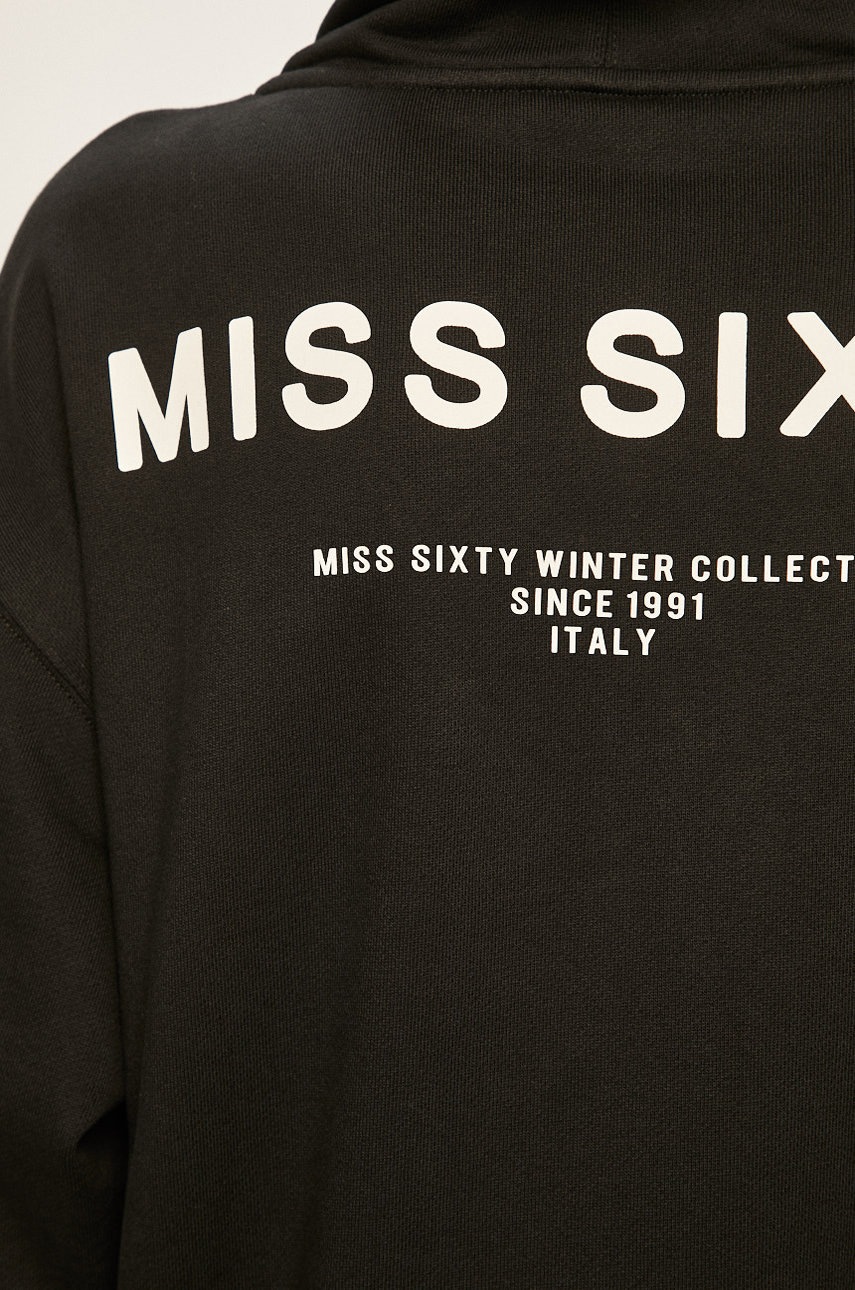 MISS SIX
MISS SIXTY WINTER COLLECT
SINCE 1991
ITALY